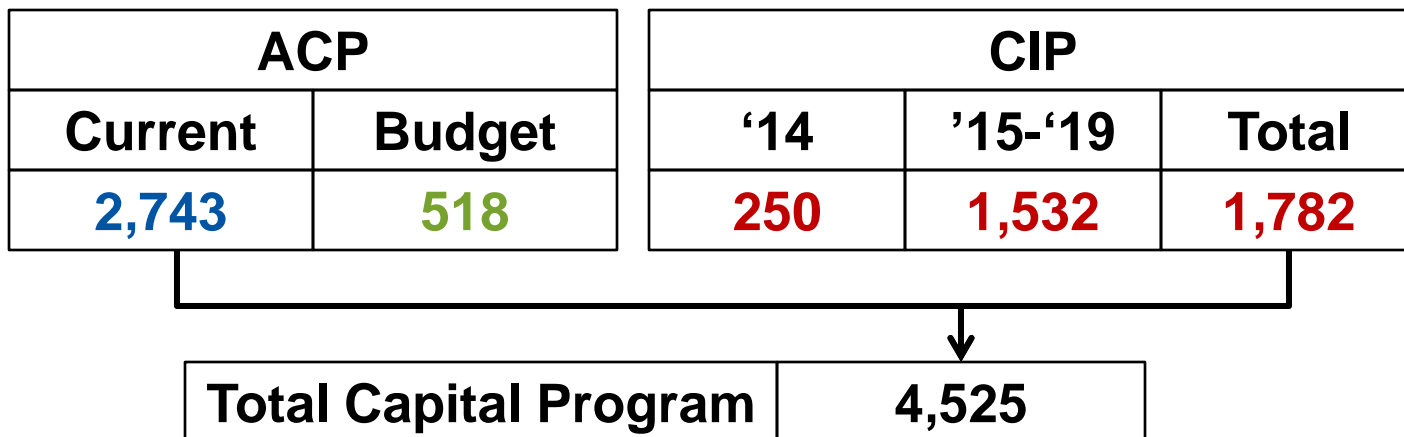 ACP
CIP
Current Budget
‘14 ’15-‘19 Total
2,743 518
250 1,532 1,782
Total Capital Program 4,525